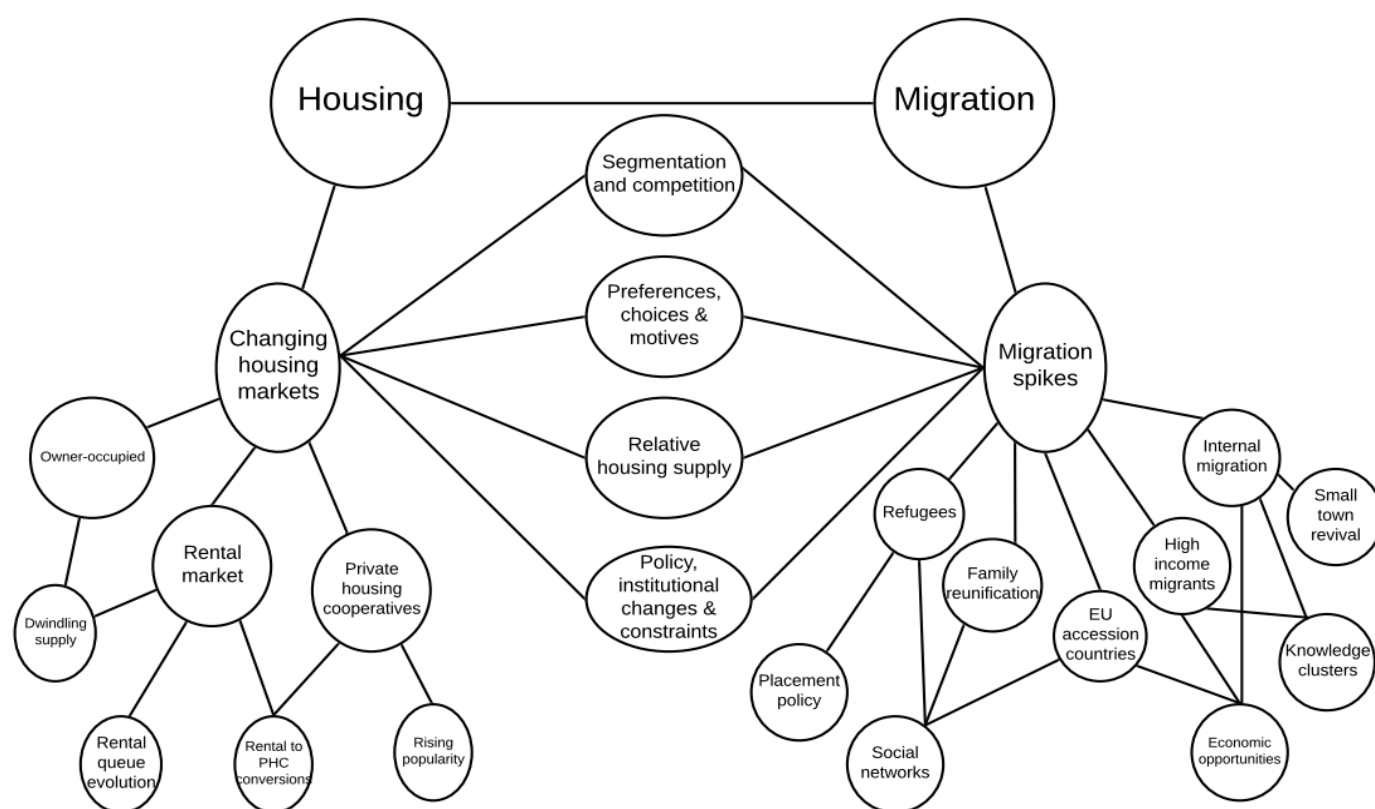 Housing
Migration
Segmentation
and competition
Preferences,
choices &
motives
Changing
housing
markets
Migration
spikes
Relative
housing supply
Owner-occupied
Internal
migration
Refugees
Small
town
revival
Rental
market
Private
housing
cooperatives
Policy,
institutional
changes &
constraints
High
income
migrants
Family
reunification
EU
accession
countries
Dwindling
supply
Knowledge
clusters
Placement
policy
Rental
queue
evolution
Rental to
PHC
conversions
Rising
popularity
Social
networks
Economic
opportunities